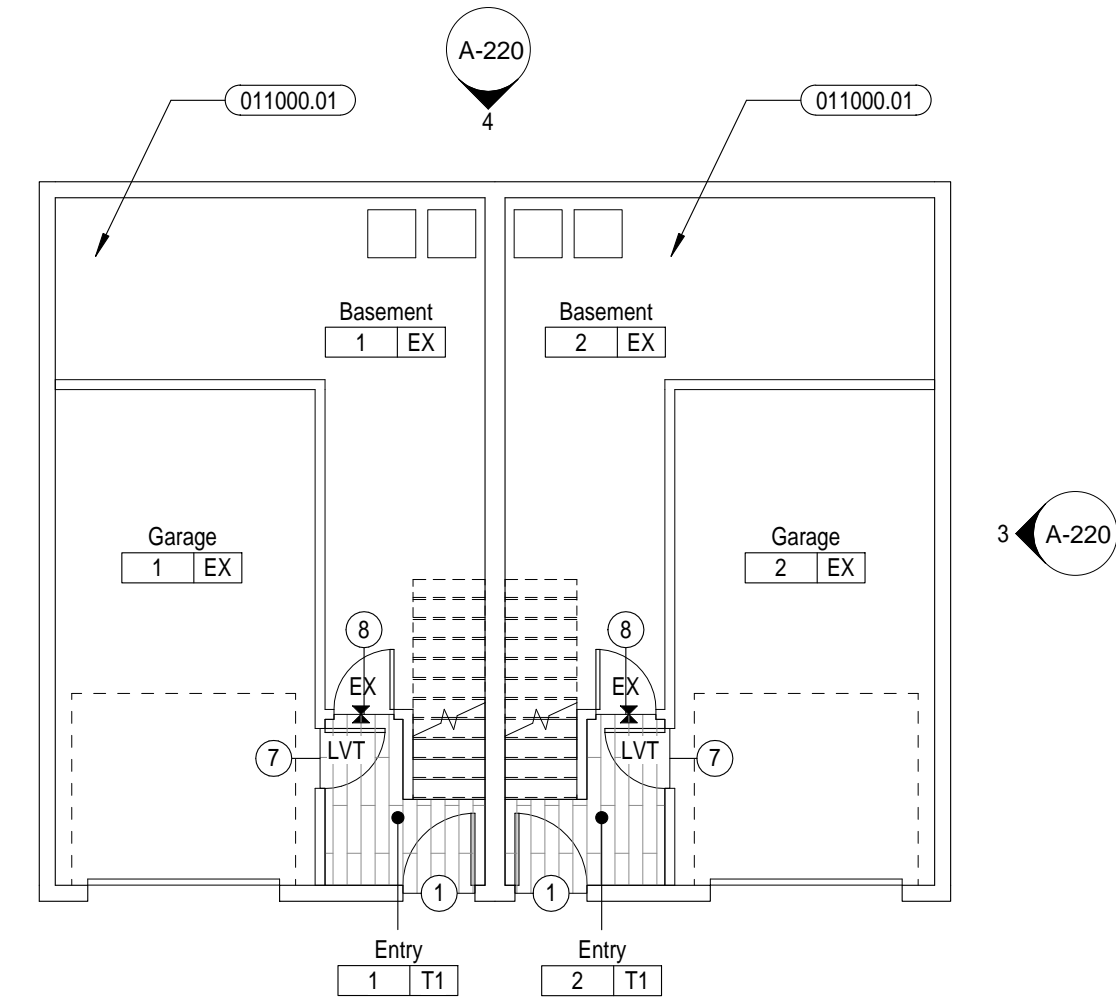 A-220
4
011000.01
011000.01
Basement
1 EX
Basement
2 EX
Garage
1 EX
Garage
2 EX
3 A-220
8
8
EX
EX
7
LVT
LVT
7
1
1
Entry
1 T1
Entry
2 T1